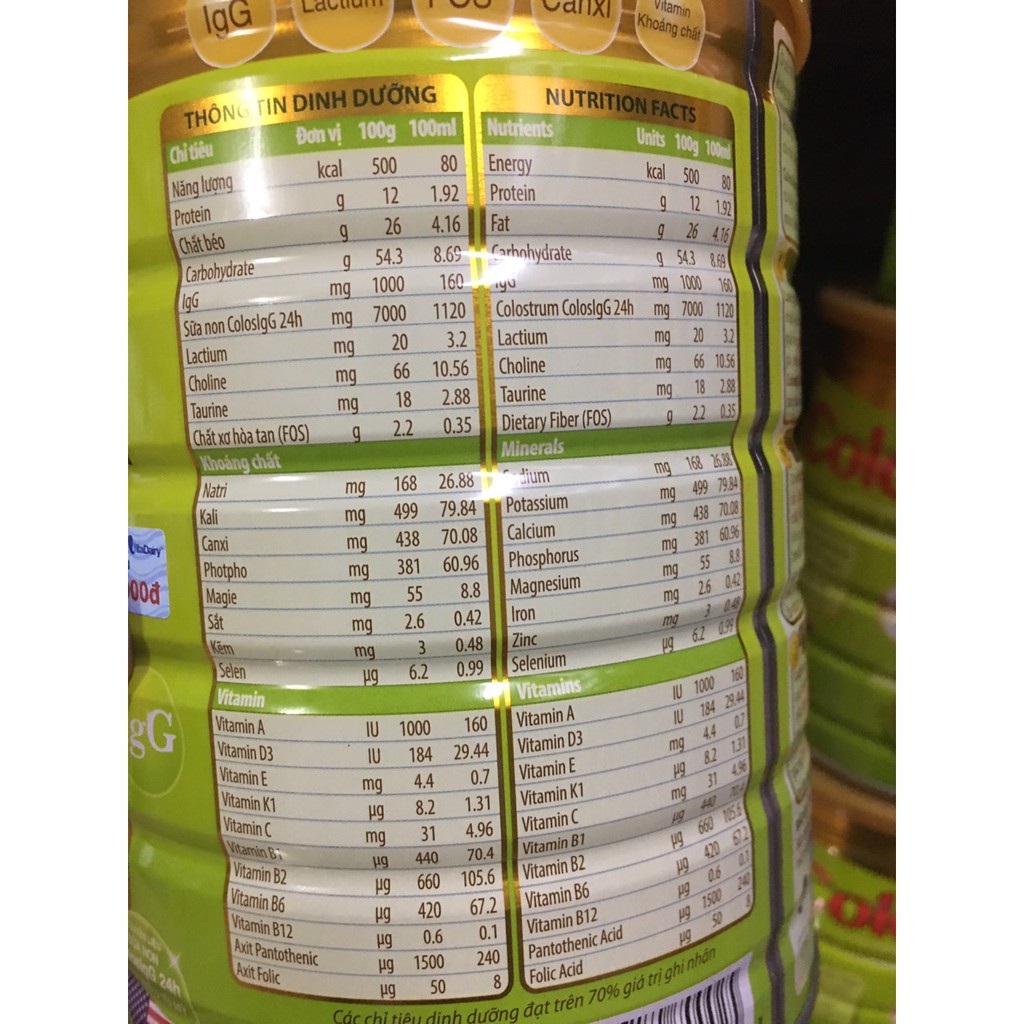 IgG
Lactium
FOS
Canxi
Vitamin
Khoáng chất
THÔNG TIN DINH DƯỠNG
Chỉ tiêu Đơn vị 100g 100ml
Năng lượng kcal 500 80
Protein g 12 1.92
Chất béo g 26 4.16
Carbohydrate g 54.3 8.69
IgG mg 1000 160
Sữa non ColosIgG 24h mg 7000 1120
Lactium mg 20 3.2
Choline mg 66 10.56
Taurine mg 18 2.88
Chất xơ hòa tan (FOS) g 2.2 0.35
Khoáng chất
Natri mg 168 26.88
Kali mg 499 79.84
Canxi mg 438 70.08
Photpho mg 381 60.96
Magie mg 55 8.8
Sắt mg 2.6 0.42
Kẽm mg 3 0.48
Selen µg 6.2 0.99
Vitamin
Vitamin A IU 1000 160
Vitamin D3 IU 184 29.44
Vitamin E mg 4.4 0.7
Vitamin K1 µg 8.2 1.31
Vitamin C mg 31 4.96
Vitamin B1 µg 440 70.4
Vitamin B2 µg 660 105.6
Vitamin B6 µg 420 67.2
Vitamin B12 µg 0.6 0.1
Axit Pantothenic µg 1500 240
Axit Folic µg 50 8
NUTRITION FACTS
Nutrients Units 100g 100ml
Energy kcal 500 80
Protein g 12 1.92
Fat g 26 4.16
Carbohydrate g 54.3 8.69
IgG mg 1000 160
Colostrum ColosIgG 24h mg 7000 1120
Lactium mg 20 3.2
Choline mg 66 10.56
Taurine mg 18 2.88
Dietary Fiber (FOS) g 2.2 0.35
Minerals
Sodium mg 168 26.88
Potassium mg 499 79.84
Calcium mg 438 70.08
Phosphorus mg 381 60.96
Magnesium mg 55 8.8
Iron mg 2.6 0.42
Zinc mg 3 0.48
Selenium µg 6.2 0.99
Vitamins
Vitamin A IU 1000 160
Vitamin D3 IU 184 29.44
Vitamin E mg 4.4 0.7
Vitamin K1 µg 8.2 1.31
Vitamin C mg 31 4.96
Vitamin B1 µg 440 70.4
Vitamin B2 µg 660 105.6
Vitamin B6 µg 420 67.2
Vitamin B12 µg 0.6 0.1
Pantothenic Acid µg 1500 240
Folic Acid µg 50 8
Các chỉ tiêu dinh dưỡng đạt trên 70% giá trị ghi nhãn
VitaDairy
00đ
gG
24h